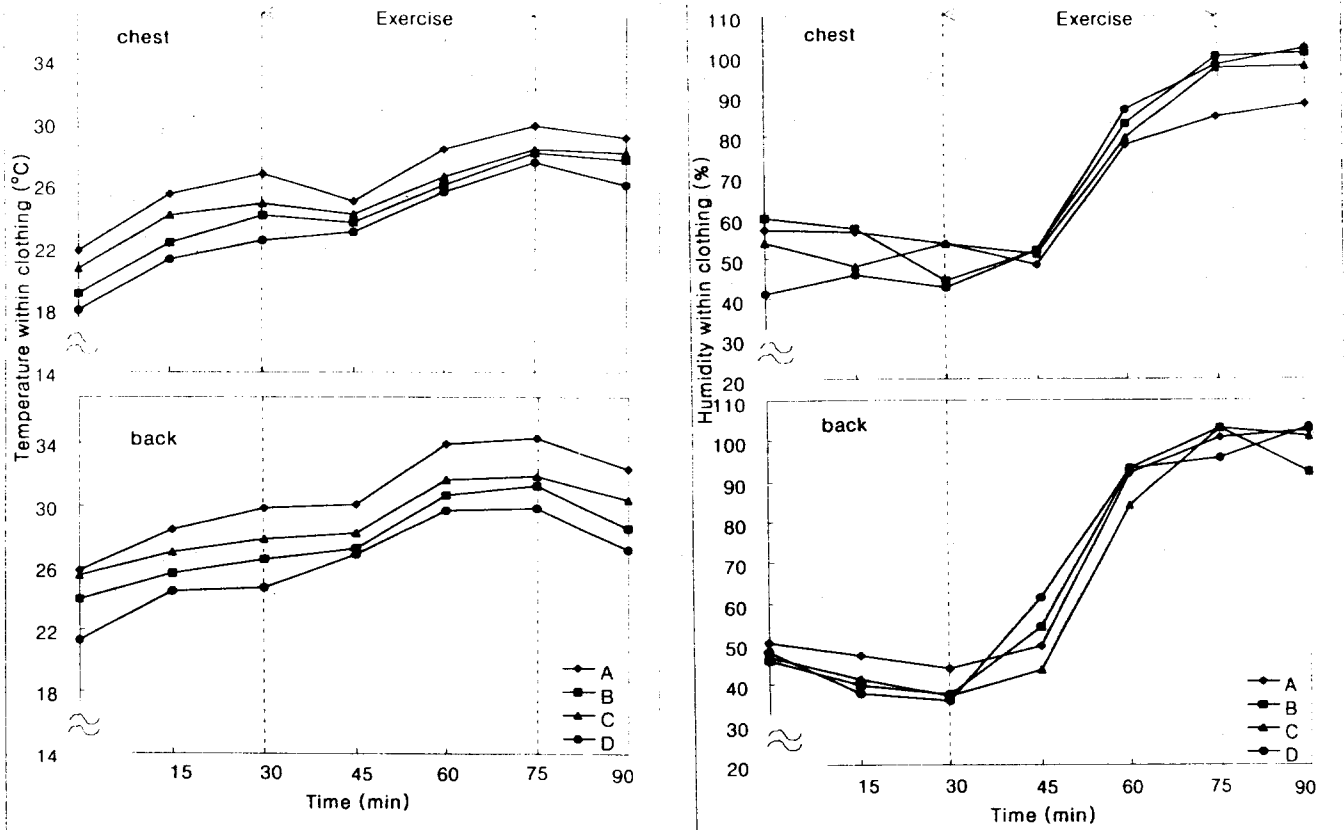 Exercise
chest
34
30
26
22
18
14
Temperature within clothing (°C)
back
34
30
26
22
18
14
A
B
C
D
15 30 45 60 75 90
Time (min)
Exercise
chest
110
100
90
80
70
60
50
40
30
20
Humidity within clothing (%)
back
110
100
90
80
70
60
50
40
30
20
A
B
C
D
15 30 45 60 75 90
Time (min)